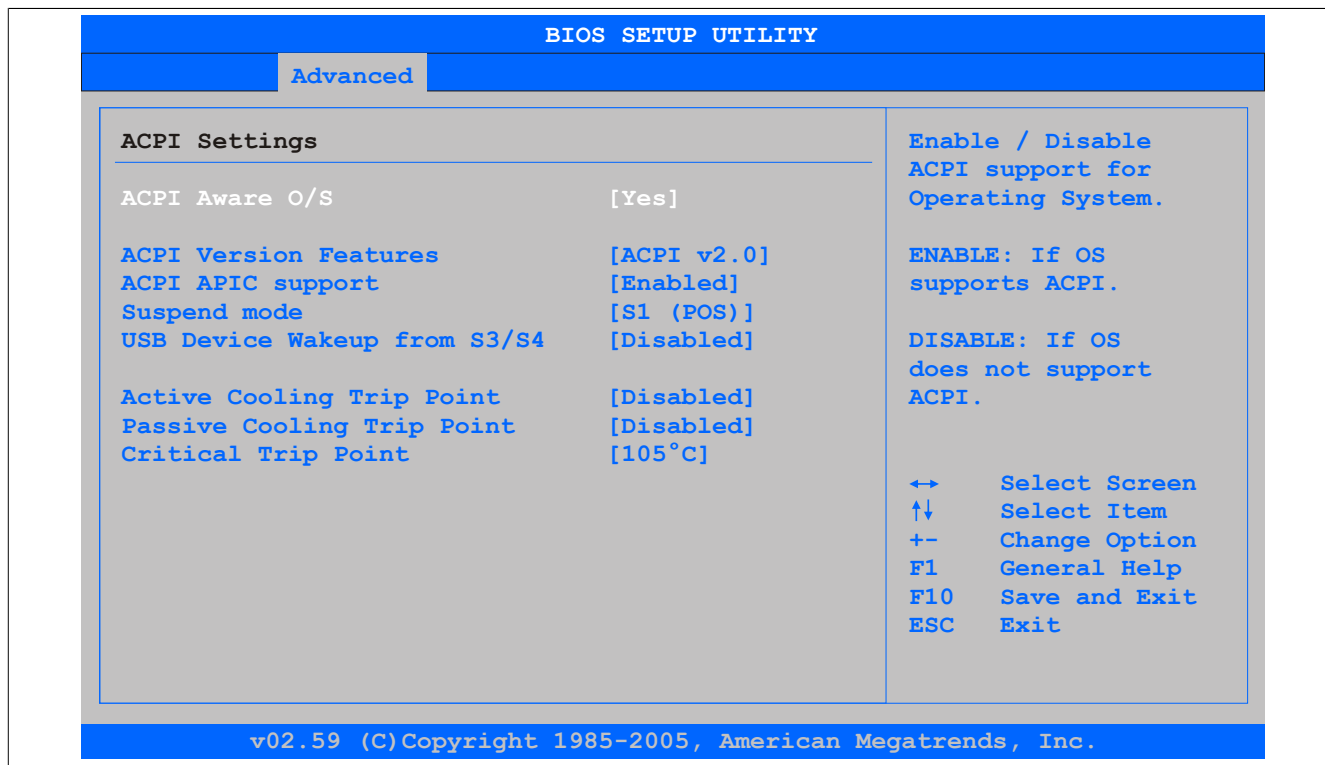 BIOS SETUP UTILITY
Advanced
ACPI Settings
ACPI Aware O/S [Yes]
ACPI Version Features [ACPI v2.0]
ACPI APIC support [Enabled]
Suspend mode [S1 (POS)]
USB Device Wakeup from S3/S4 [Disabled]
Active Cooling Trip Point [Disabled]
Passive Cooling Trip Point [Disabled]
Critical Trip Point [105°C]
Enable / Disable
ACPI support for
Operating System.
ENABLE: If OS
supports ACPI.
DISABLE: If OS
does not support
ACPI.
↔ Select Screen
↑↓ Select Item
+- Change Option
F1 General Help
F10 Save and Exit
ESC Exit
v02.59 (C)Copyright 1985-2005, American Megatrends, Inc.